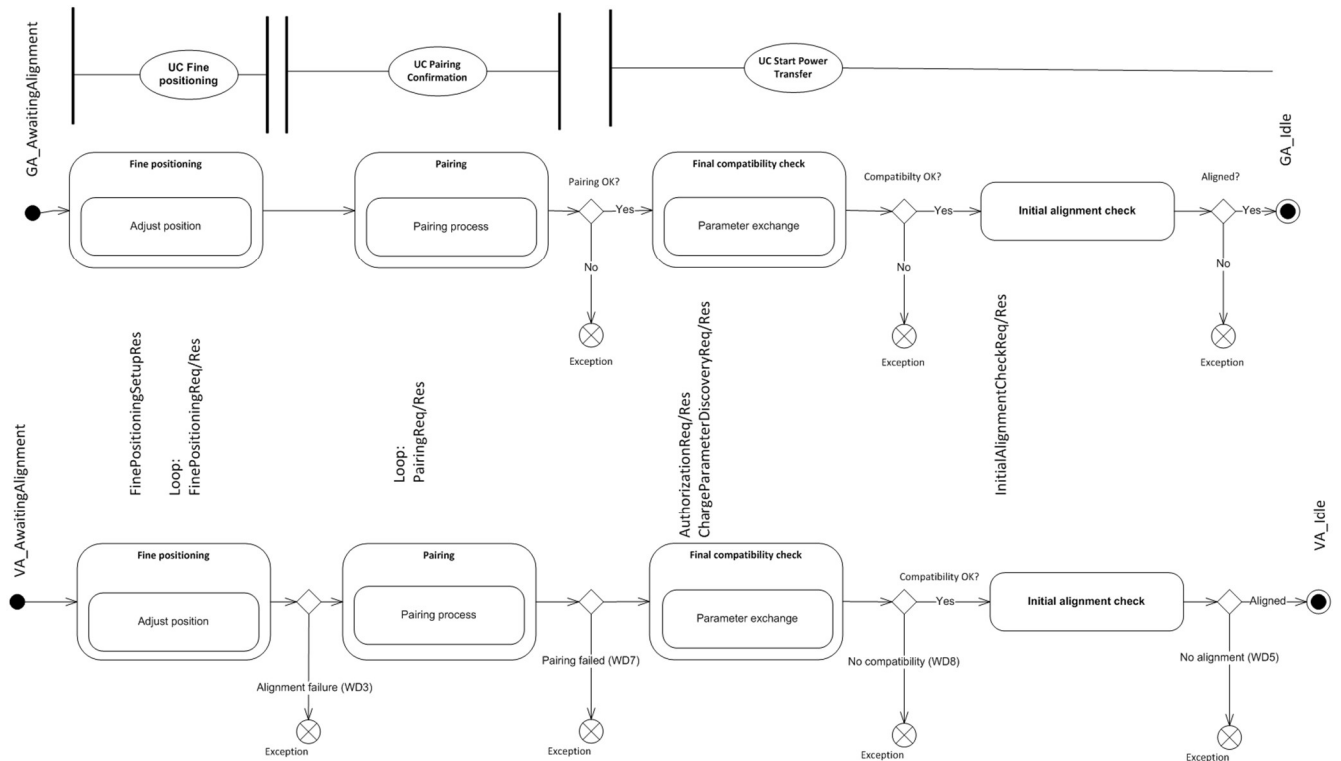 UC Fine
positioning
UC Pairing
Confirmation
UC Start Power
Transfer
GA_AwaitingAlignment
Fine positioning
Adjust position
Pairing
Pairing process
Pairing OK?
Yes
No
Exception
Final compatibility check
Parameter exchange
Compatibilty OK?
Yes
No
Exception
Initial alignment check
Aligned?
Yes
No
Exception
GA_Idle
FinePositioningSetupRes
Loop:
FinePositioningReq/Res
Loop:
PairingReq/Res
AuthorizationReq/Res
ChargeParameterDiscoveryReq/Res
InitialAlignmentCheckReq/Res
VA_AwaitingAlignment
Fine positioning
Adjust position
Alignment failure (WD3)
Exception
Pairing
Pairing process
Pairing failed (WD7)
Exception
Final compatibility check
Parameter exchange
Compatibility OK?
Yes
No compatibility (WD8)
Exception
Initial alignment check
Aligned
No alignment (WD5)
Exception
VA_Idle